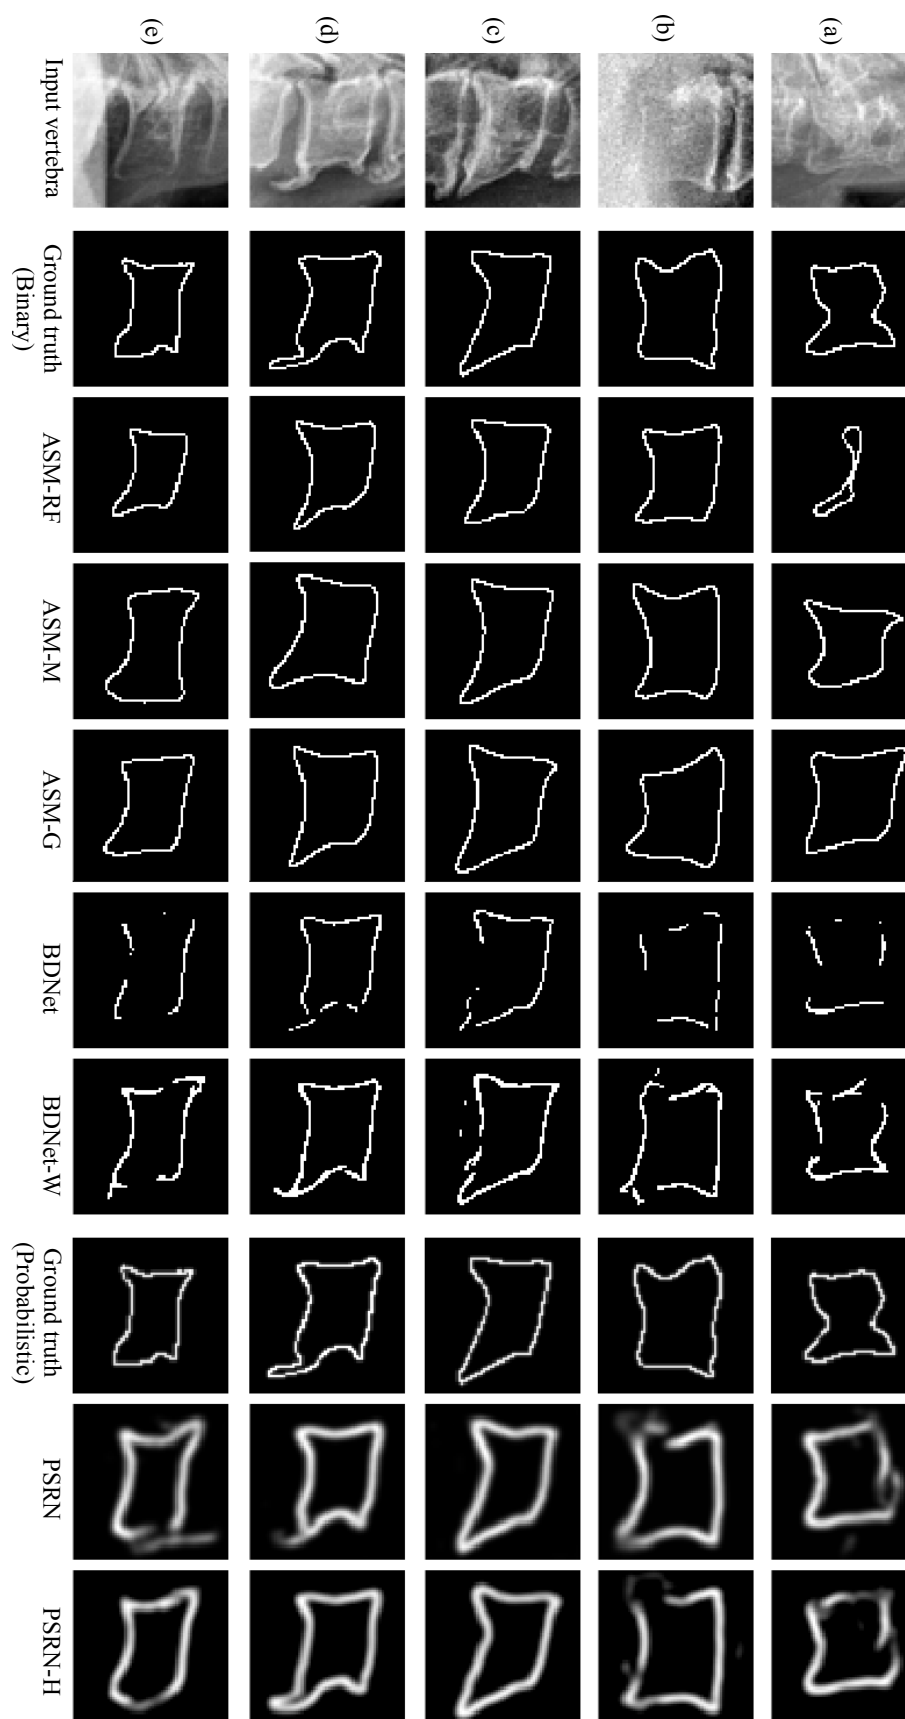 (a)
(b)
(c)
(d)
(e)
Input vertebra
Ground truth
(Binary)
ASM-RF
ASM-M
ASM-G
BDNet
BDNet-W
Ground truth
(Probabilistic)
PSRN
PSRN-H